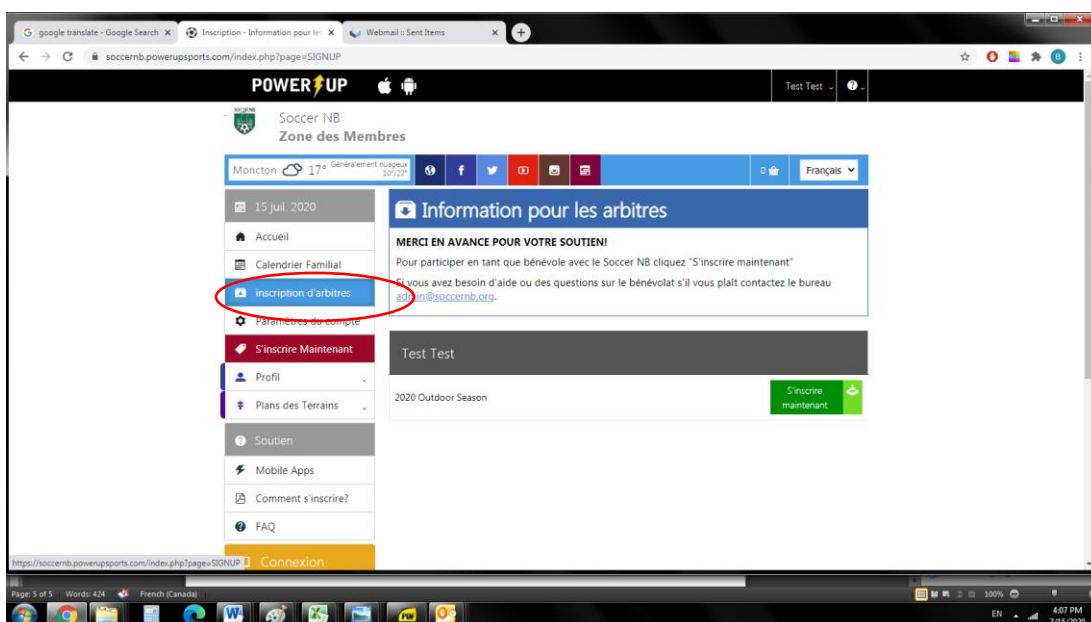 google translate - Google Search
Inscription - Information pour le
Webmail :: Sent Items
soccernb.powerupsports.com/index.php?page=SIGNUP
POWER UP
Test Test
Soccer NB
Zone des Membres
Moncton 17° Généralement nuageux 10°/22°
0
Français
15 juil. 2020
Accueil
Calendrier Familial
inscription d'arbitres
Paramètres du compte
S'inscrire Maintenant
Profil
Plans des Terrains
Soutien
Mobile Apps
Comment s'inscrire?
FAQ
Connexion
Information pour les arbitres
MERCI EN AVANCE POUR VOTRE SOUTIEN!
Pour participer en tant que bénévole avec le Soccer NB cliquez "S'inscrire maintenant"
Si vous avez besoin d'aide ou des questions sur le bénévolat s'il vous plaît contactez le bureau
admin@soccernb.org.
Test Test
2020 Outdoor Season
S'inscrire
maintenant
https://soccernb.powerupsports.com/index.php?page=SIGNUP
Page: 5 of 5 Words: 424 French (Canada)
100%
EN
4:07 PM
7/15/2020